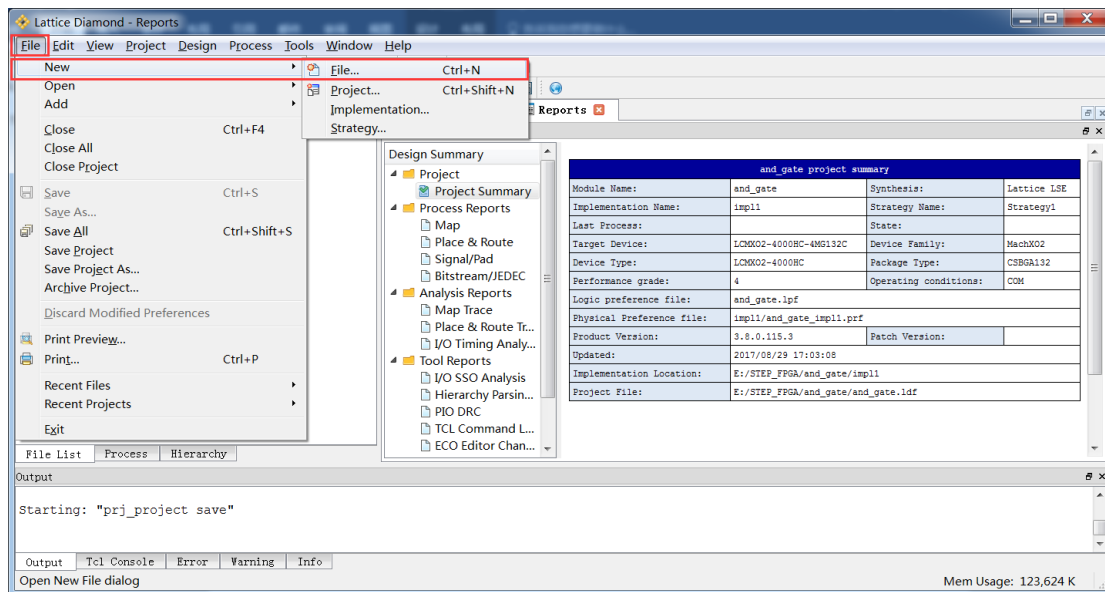 Lattice Diamond - Reports
File Edit View Project Design Process Tools Window Help
New
Open
Add
Close Ctrl+F4
Close All
Close Project
Save Ctrl+S
Save As...
Save All Ctrl+Shift+S
Save Project
Save Project As...
Archive Project...
Discard Modified Preferences
Print Preview...
Print... Ctrl+P
Recent Files
Recent Projects
Exit
File... Ctrl+N
Project... Ctrl+Shift+N
Implementation...
Strategy...
Reports
Design Summary
Project
Project Summary
Process Reports
Map
Place & Route
Signal/Pad
Bitstream/JEDEC
Analysis Reports
Map Trace
Place & Route Tr...
I/O Timing Analy...
Tool Reports
I/O SSO Analysis
Hierarchy Parsin...
PIO DRC
TCL Command L...
ECO Editor Chan...
and_gate project summary
Module Name: and_gate Synthesis: Lattice LSE
Implementation Name: impl1 Strategy Name: Strategy1
Last Process: State:
Target Device: LCMXO2-4000HC-4MG132C Device Family: MachXO2
Device Type: LCMXO2-4000HC Package Type: CSBGA132
Performance grade: 4 Operating conditions: COM
Logic preference file: and_gate.lpf
Physical Preference file: impl1/and_gate_impl1.prf
Product Version: 3.8.0.115.3 Patch Version:
Updated: 2017/08/29 17:03:08
Implementation Location: E:/STEP_FPGA/and_gate/impl1
Project File: E:/STEP_FPGA/and_gate/and_gate.ldf
File List Process Hierarchy
Output
Starting: "prj_project save"
Output Tcl Console Error Warning Info
Open New File dialog Mem Usage: 123,624 K